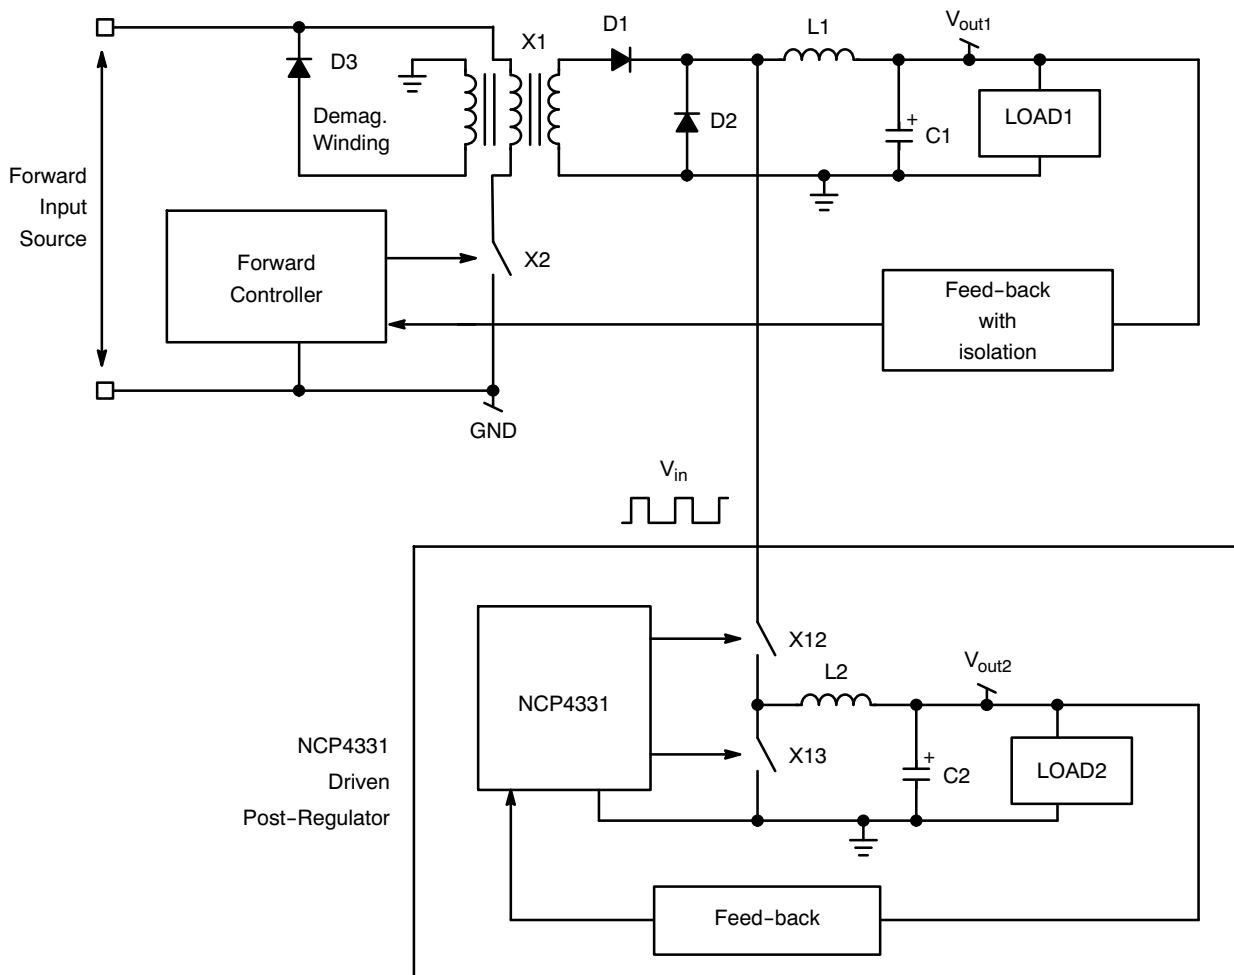 D1
L1
Vout1
X1
D3
D2
+
C1
LOAD1
Demag.
Winding
Forward
Input
Source
Forward
Controller
X2
Feed-back
with
isolation
GND
Vin
X12
L2
Vout2
NCP4331
X13
+
C2
LOAD2
NCP4331
Driven
Post-Regulator
Feed-back